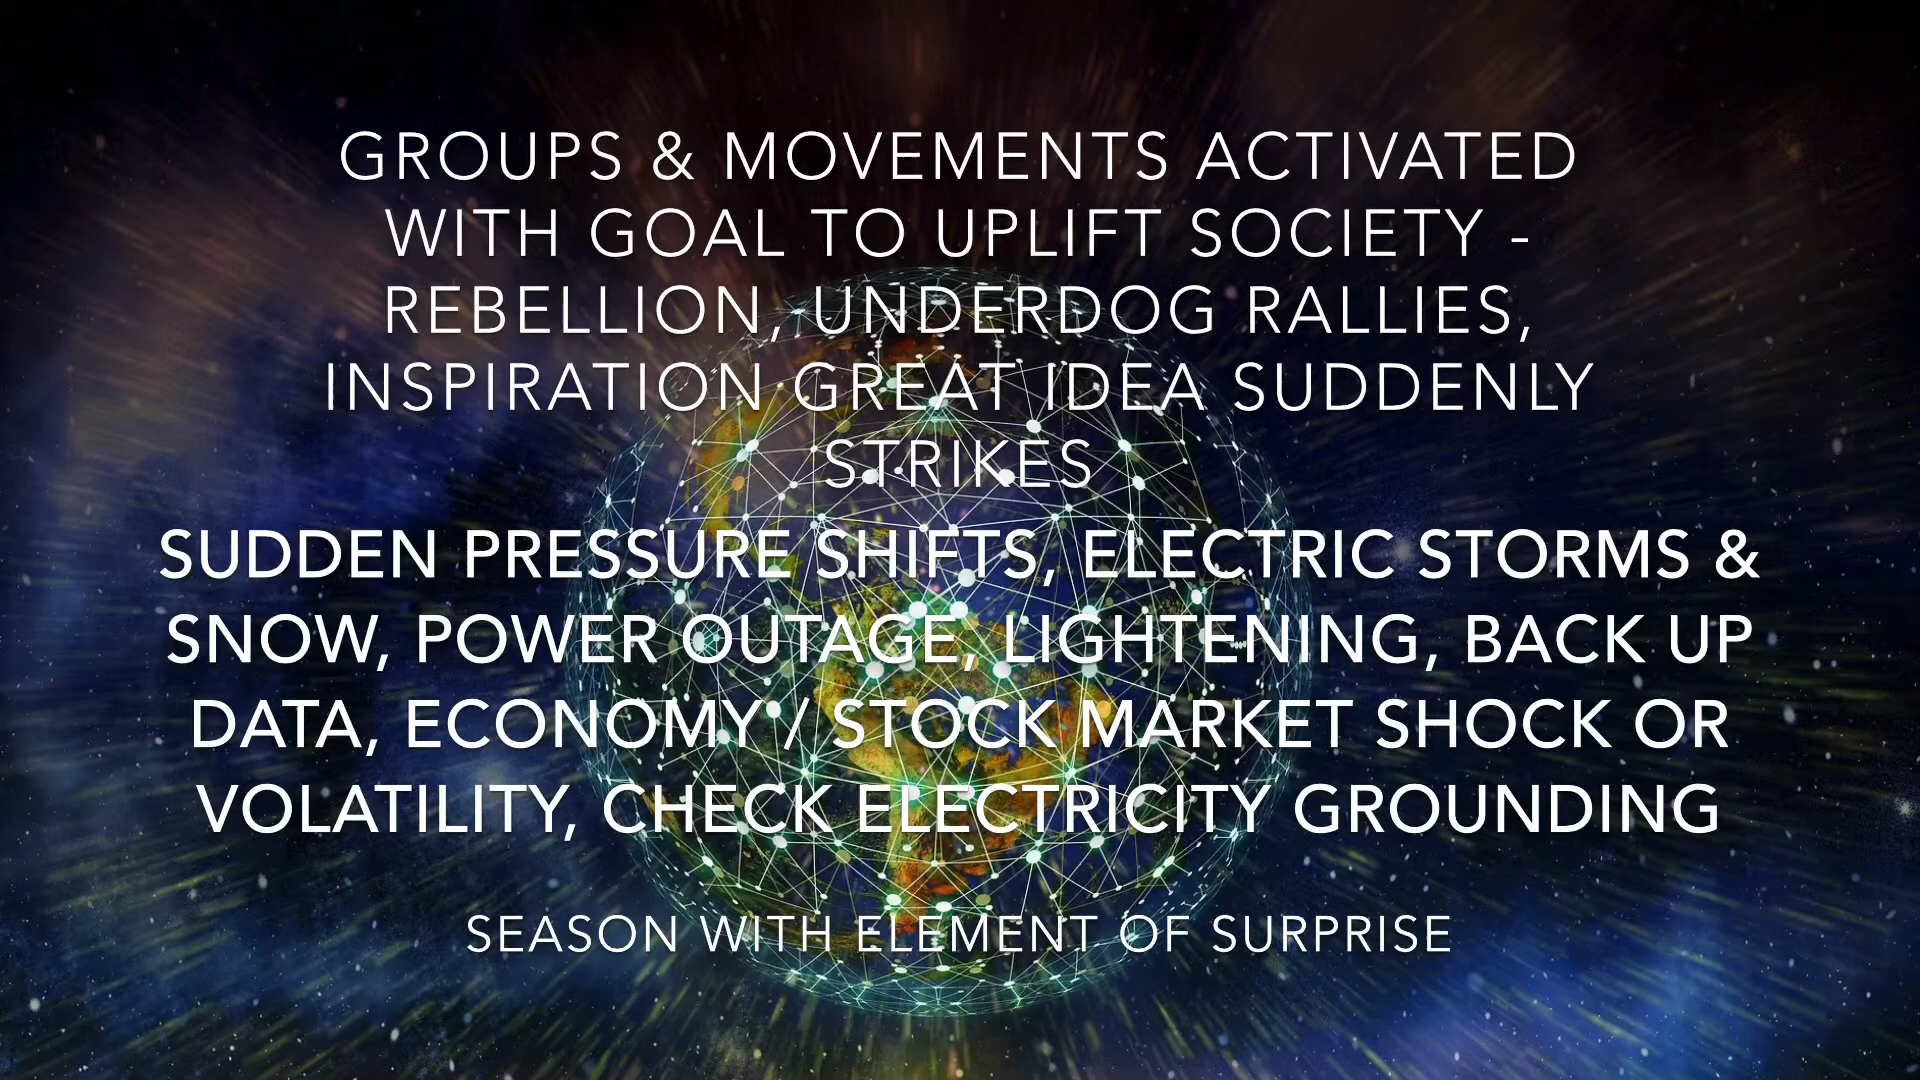 GROUPS & MOVEMENTS ACTIVATED
WITH GOAL TO UPLIFT SOCIETY -
REBELLION, UNDERDOG RALLIES,
INSPIRATION GREAT IDEA SUDDENLY
STRIKES
SUDDEN PRESSURE SHIFTS, ELECTRIC STORMS &
SNOW, POWER OUTAGE, LIGHTENING, BACK UP
DATA, ECONOMY / STOCK MARKET SHOCK OR
VOLATILITY, CHECK ELECTRICITY GROUNDING
SEASON WITH ELEMENT OF SURPRISE